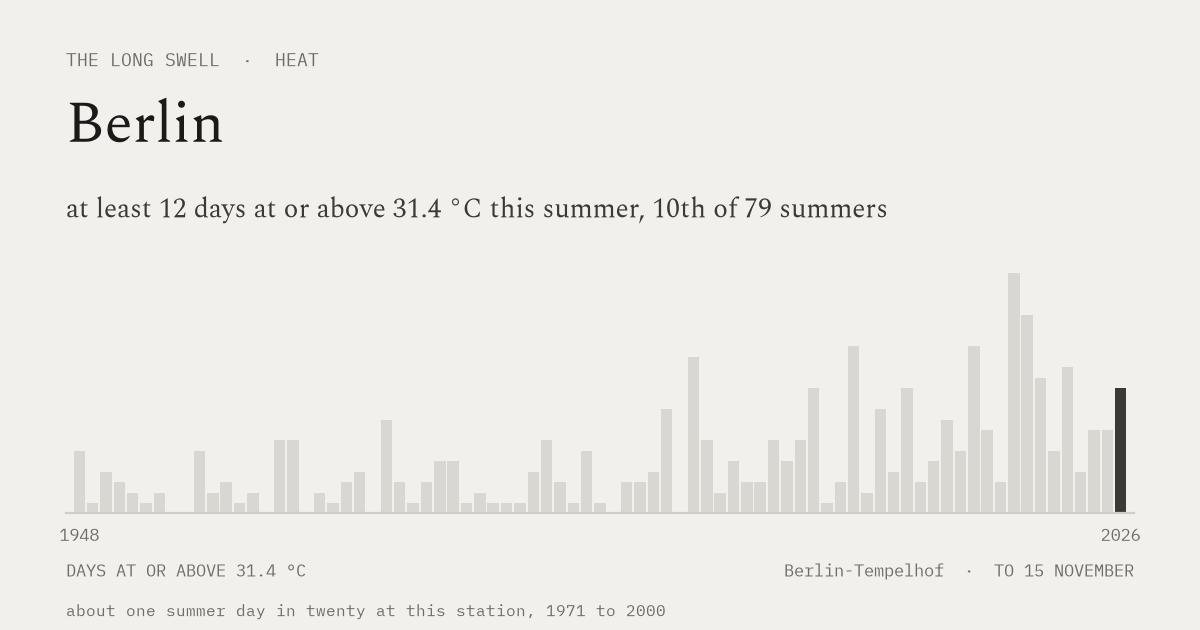 THE LONG SWELL · HEAT
Berlin
at least 12 days at or above 31.4 °C this summer, 10th of 79 summers
1948 2026
DAYS AT OR ABOVE 31.4 °C Berlin-Tempelhof · TO 15 NOVEMBER
about one summer day in twenty at this station, 1971 to 2000